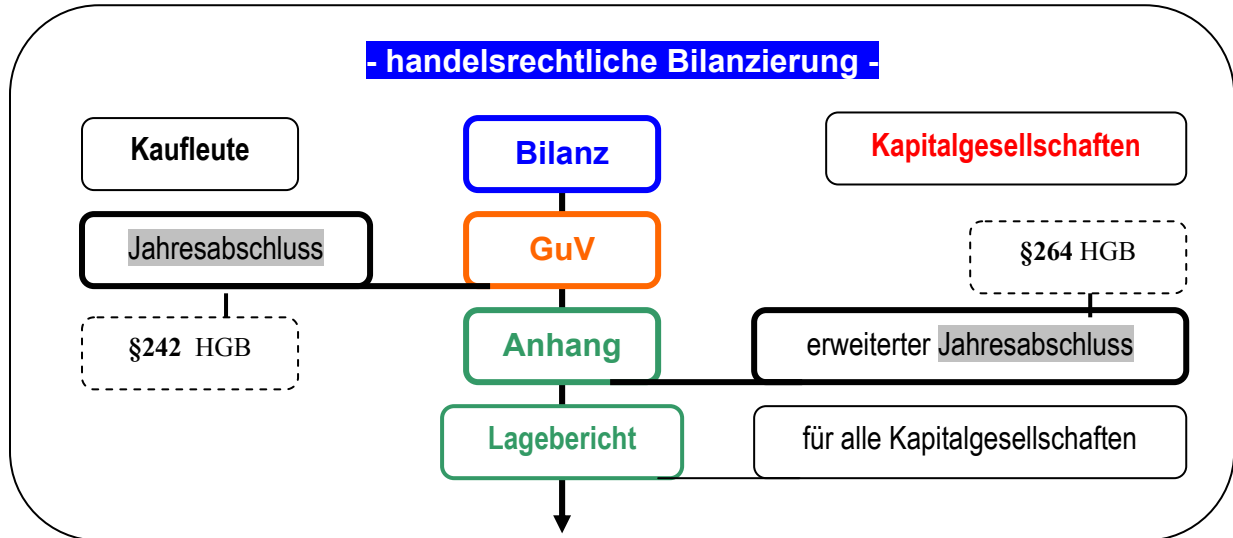 - handelsrechtliche Bilanzierung -
Kaufleute
Bilanz
Kapitalgesellschaften
Jahresabschluss
GuV
§264 HGB
§242 HGB
Anhang
erweiterter Jahresabschluss
Lagebericht
für alle Kapitalgesellschaften